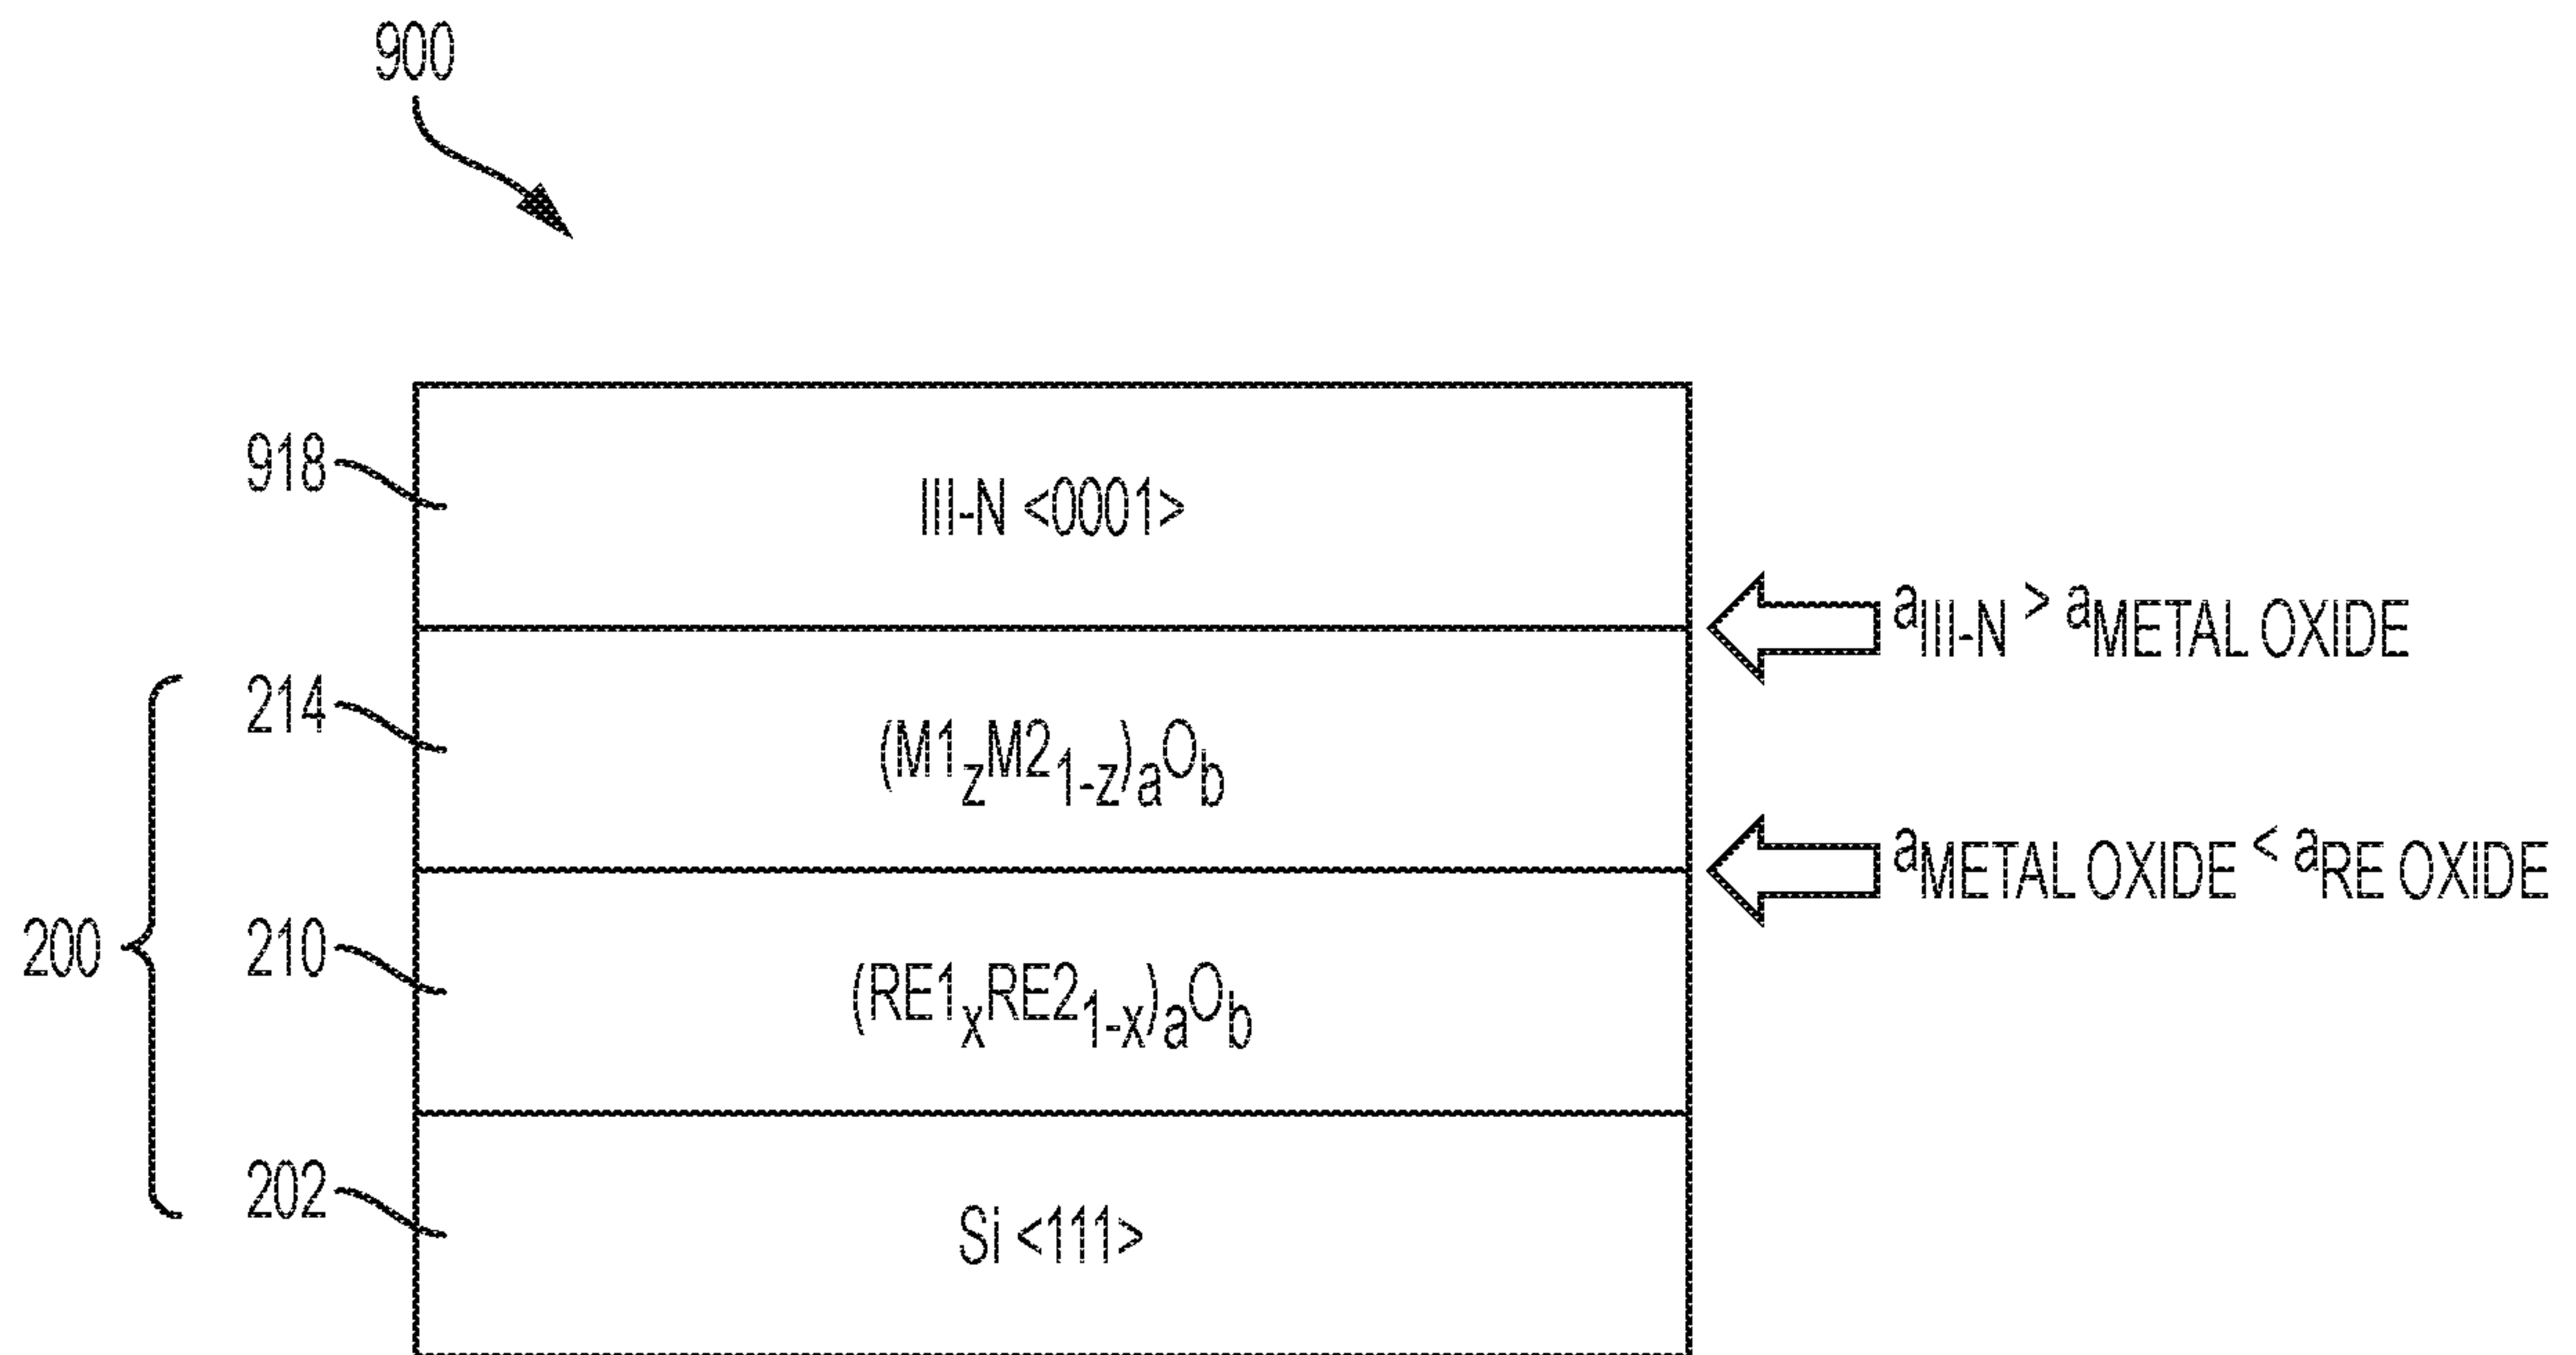 900
918
III-N <0001>
a_III-N > a_METAL OXIDE
214
(M1_zM2_1-z)_aO_b
a_METAL OXIDE < a_RE OXIDE
200
210
(RE1_xRE2_1-x)_aO_b
202
Si <111>